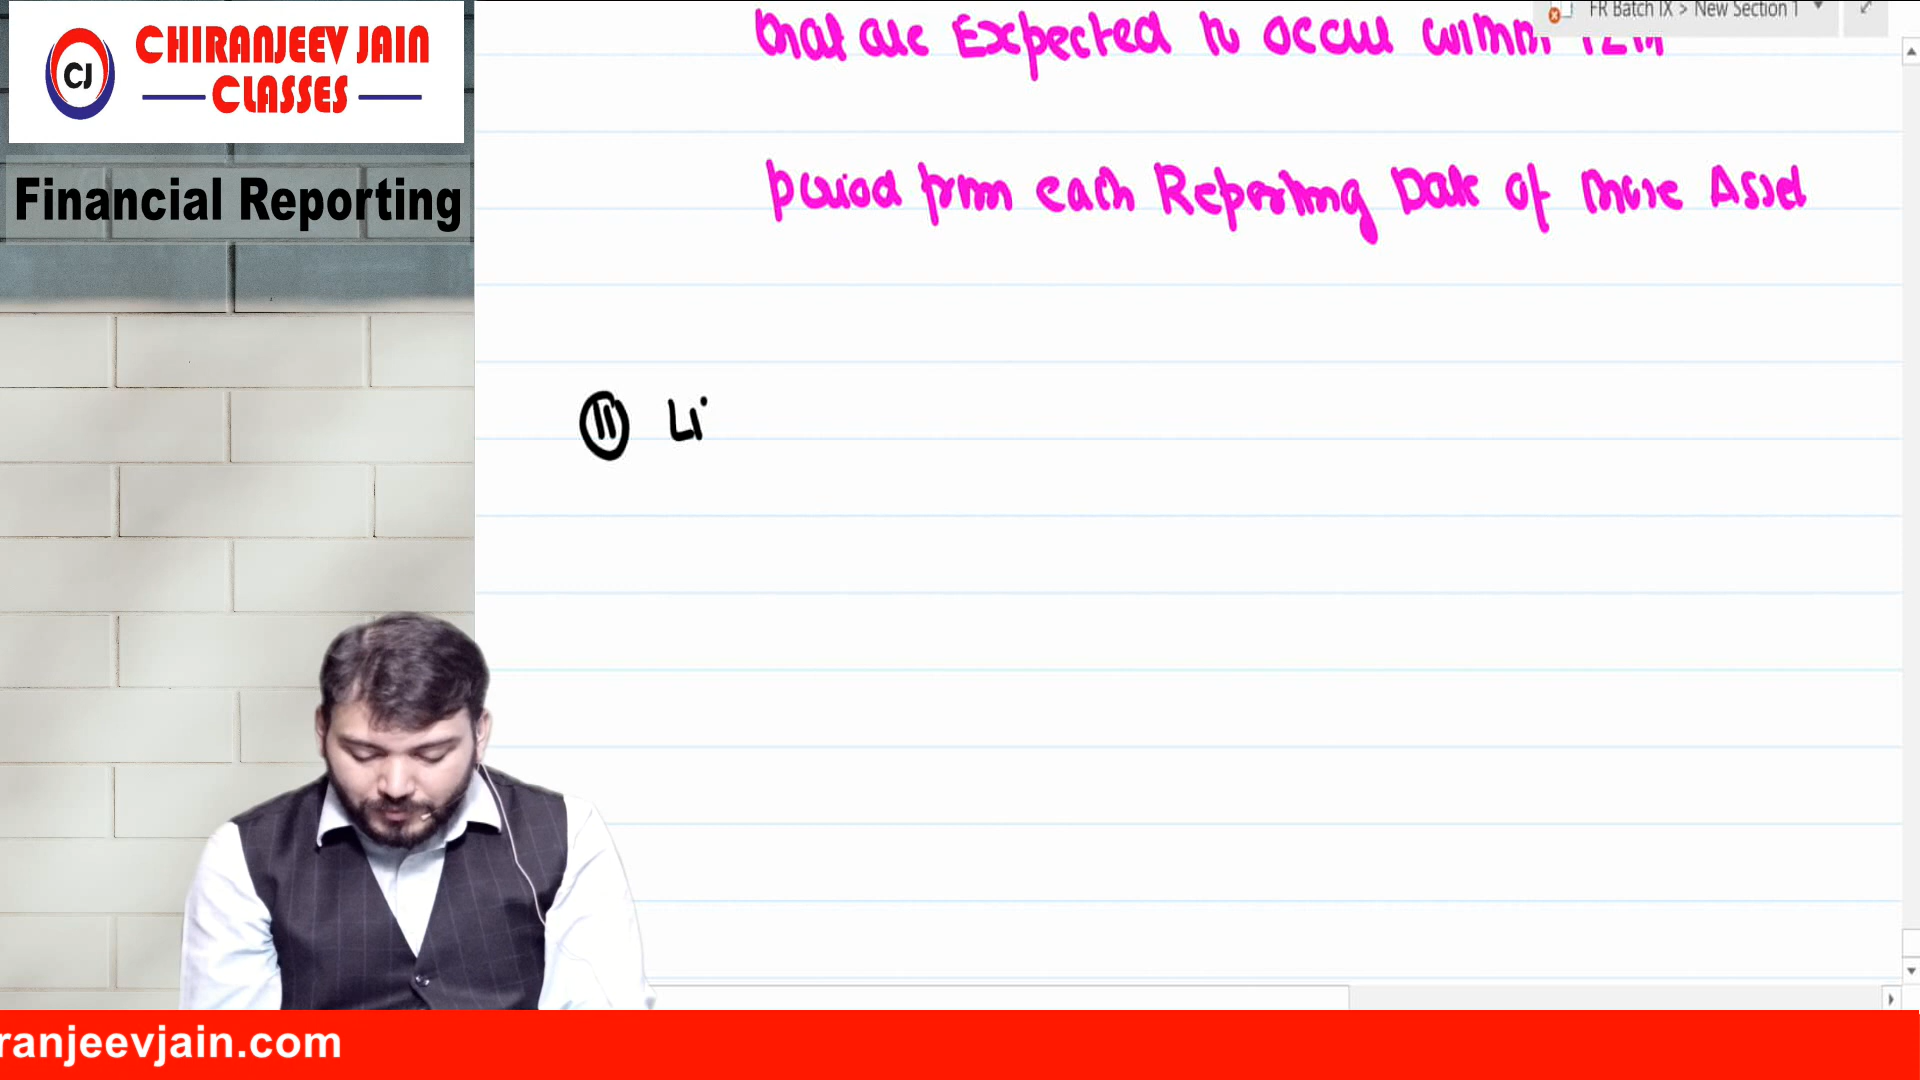 CHIRANJEEV JAIN
CLASSES
CJ
Financial Reporting
FR Batch IX > New Section 1
that are Expected to occur within 12M
period from each Reporting Date of those Asset
(ii) Li
ranjeevjain.com